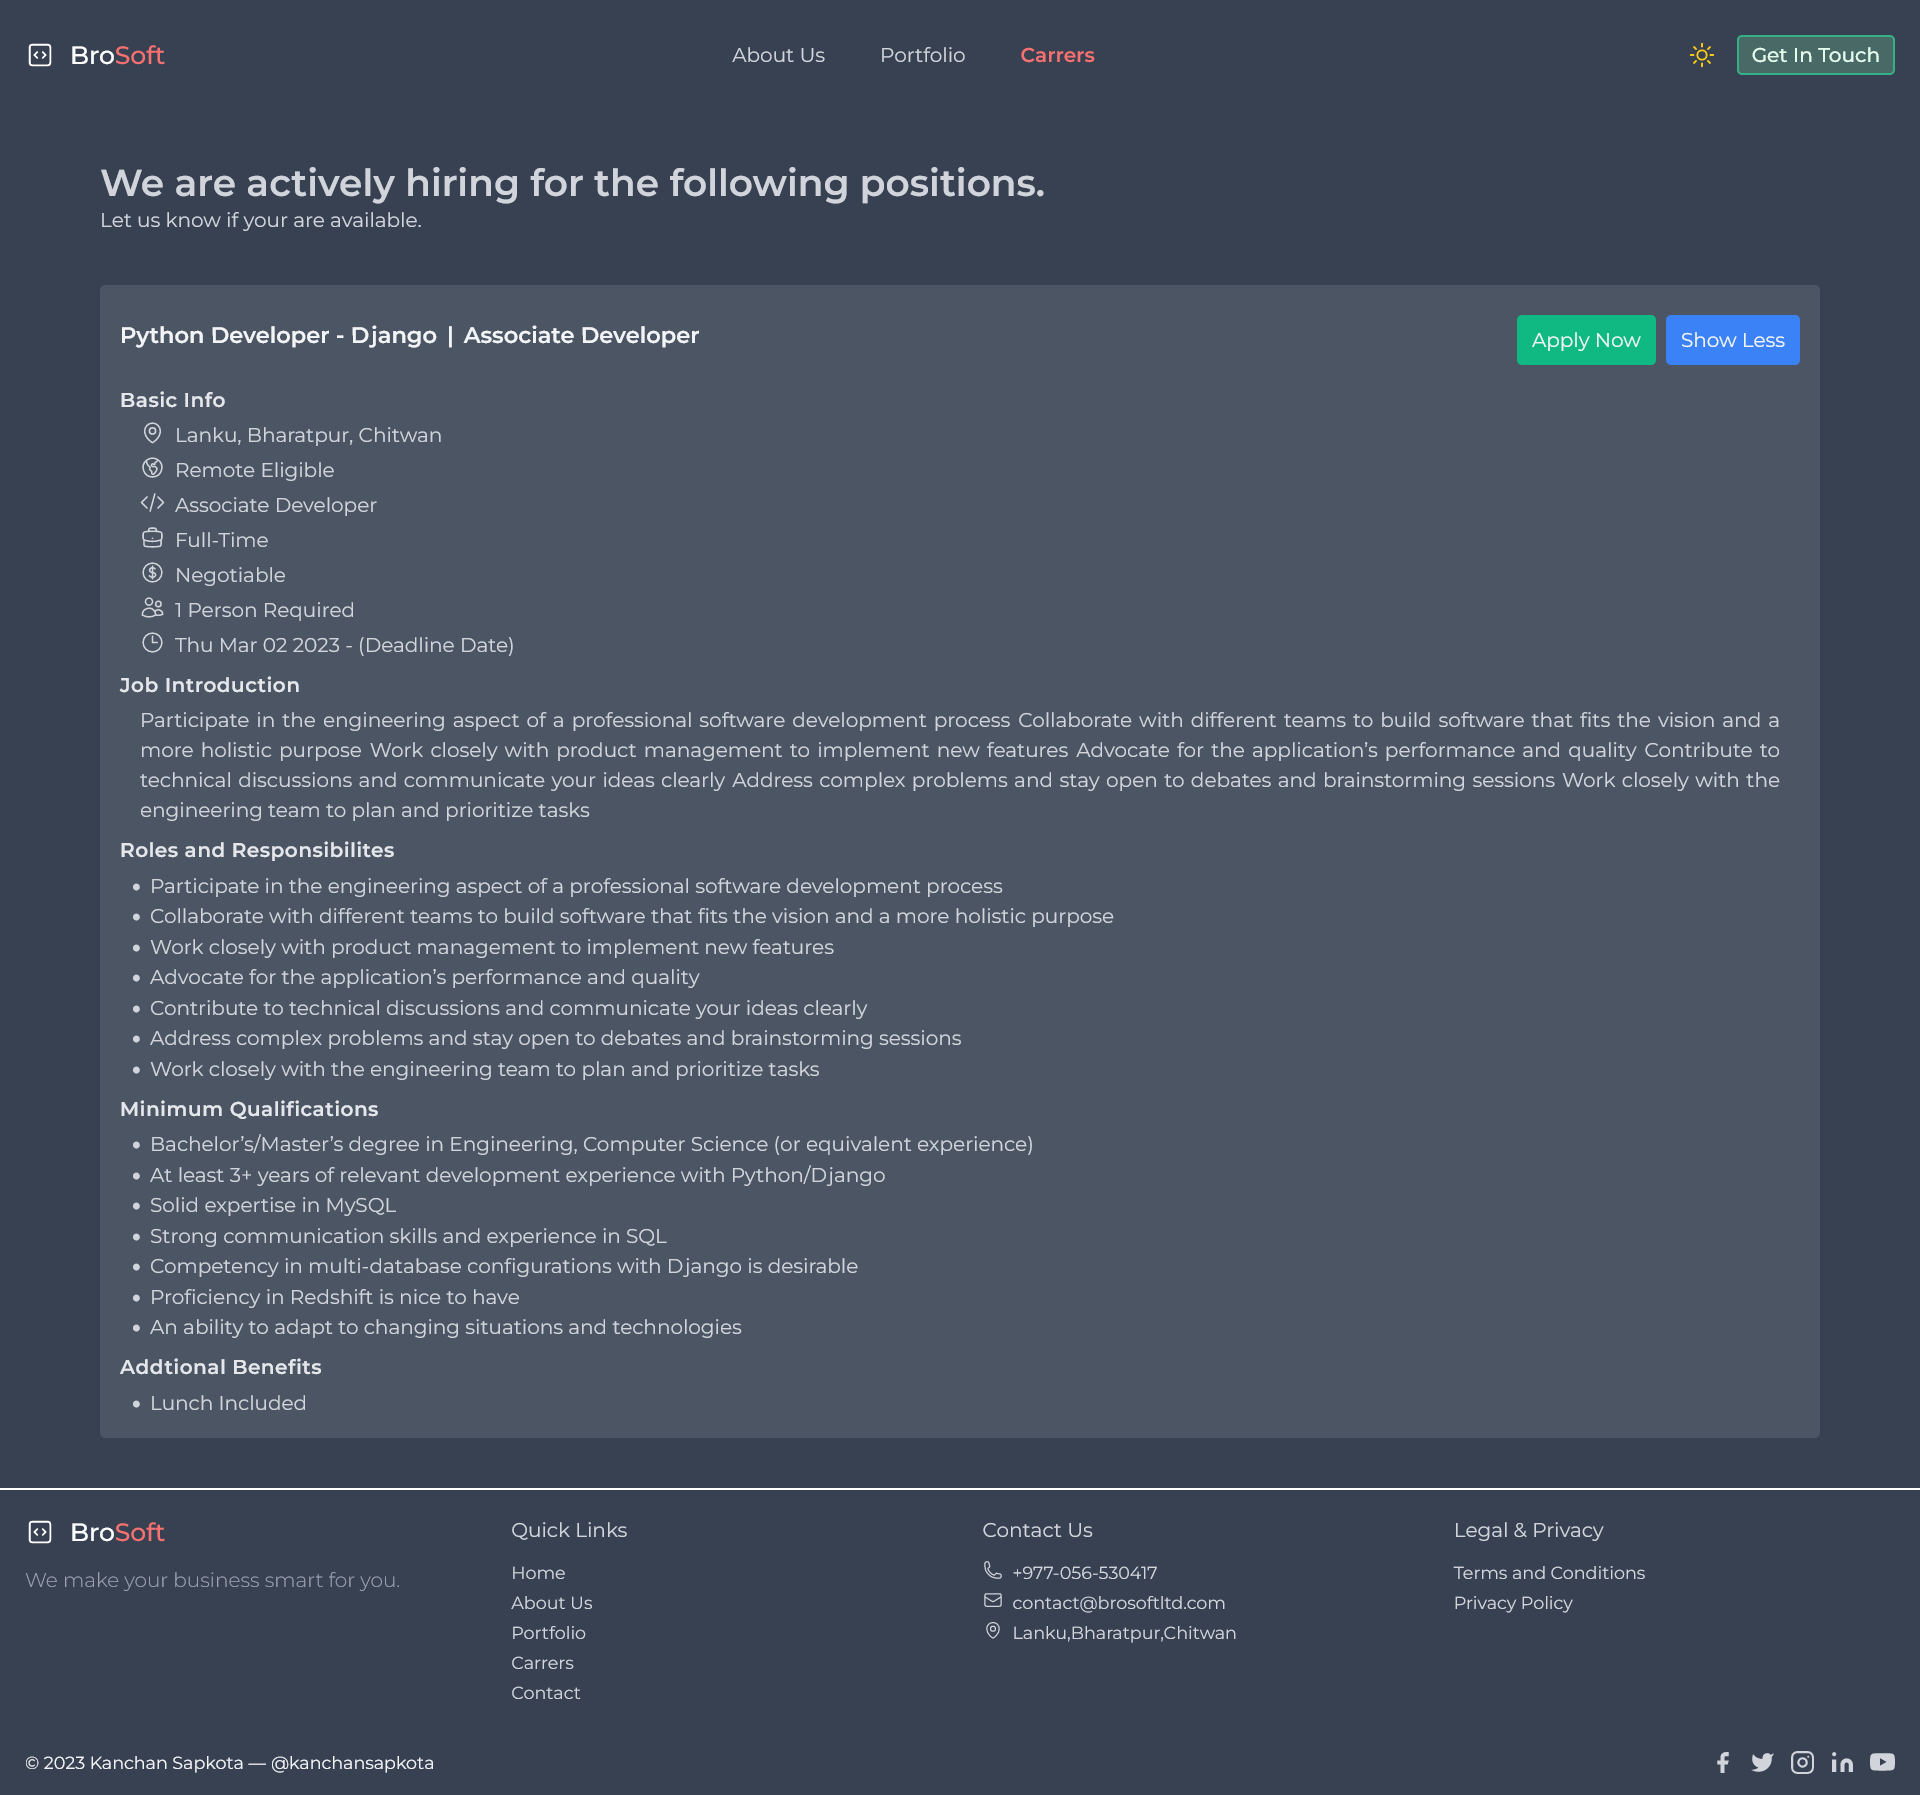 BroSoft
About Us
Portfolio
Carrers
Get In Touch
We are actively hiring for the following positions.
Let us know if your are available.
Python Developer - Django | Associate Developer
Apply Now
Show Less
Basic Info
Lanku, Bharatpur, Chitwan
Remote Eligible
Associate Developer
Full-Time
Negotiable
1 Person Required
Thu Mar 02 2023 - (Deadline Date)
Job Introduction
Participate in the engineering aspect of a professional software development process Collaborate with different teams to build software that fits the vision and a
more holistic purpose Work closely with product management to implement new features Advocate for the application’s performance and quality Contribute to
technical discussions and communicate your ideas clearly Address complex problems and stay open to debates and brainstorming sessions Work closely with the
engineering team to plan and prioritize tasks
Roles and Responsibilites
• Participate in the engineering aspect of a professional software development process
• Collaborate with different teams to build software that fits the vision and a more holistic purpose
• Work closely with product management to implement new features
• Advocate for the application’s performance and quality
• Contribute to technical discussions and communicate your ideas clearly
• Address complex problems and stay open to debates and brainstorming sessions
• Work closely with the engineering team to plan and prioritize tasks
Minimum Qualifications
• Bachelor’s/Master’s degree in Engineering, Computer Science (or equivalent experience)
• At least 3+ years of relevant development experience with Python/Django
• Solid expertise in MySQL
• Strong communication skills and experience in SQL
• Competency in multi-database configurations with Django is desirable
• Proficiency in Redshift is nice to have
• An ability to adapt to changing situations and technologies
Addtional Benefits
• Lunch Included
BroSoft
We make your business smart for you.
Quick Links
Home
About Us
Portfolio
Carrers
Contact
Contact Us
+977-056-530417
contact@brosoftltd.com
Lanku,Bharatpur,Chitwan
Legal & Privacy
Terms and Conditions
Privacy Policy
© 2023 Kanchan Sapkota — @kanchansapkota